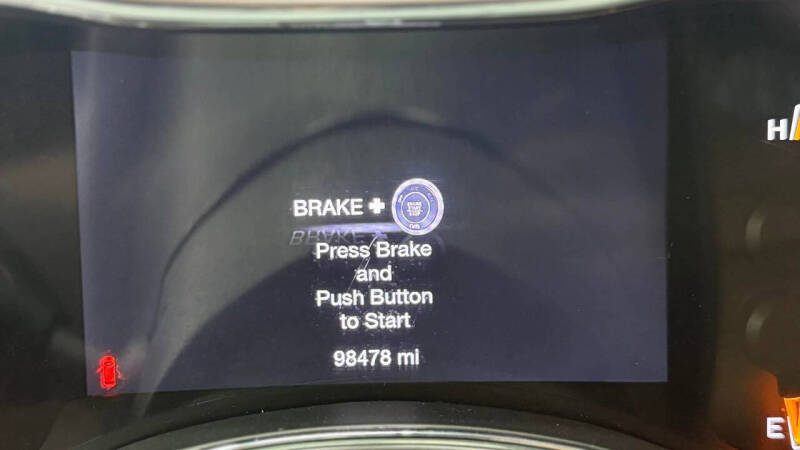 H
BRAKE +
Press Brake
and
Push Button
to Start
98478 mi
E